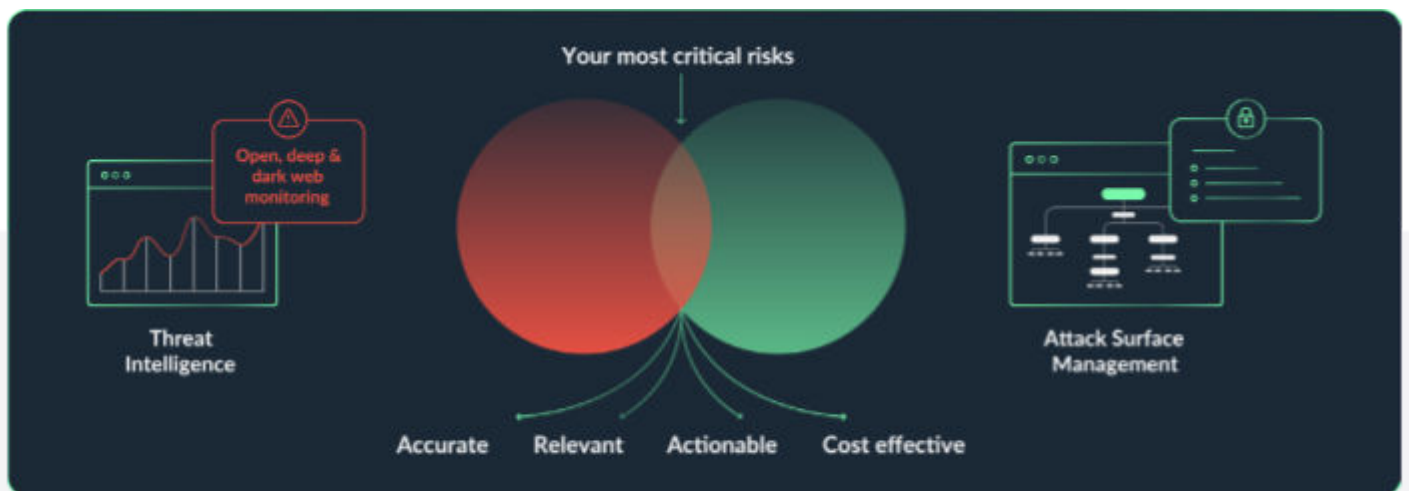 Your most critical risks
Open, deep &
dark web
monitoring
Threat
Intelligence
Attack Surface
Management
Accurate
Relevant
Actionable
Cost effective